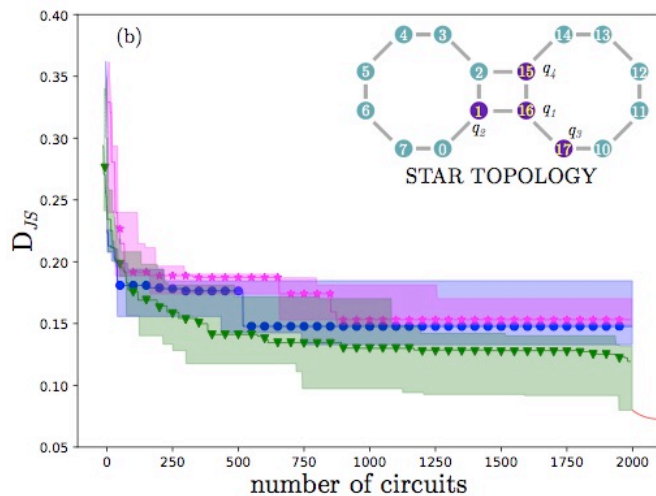 0.40
(b)
4 3 14 13
5 2 15 q4 12
6 1 16 q1 11
q2 q3
7 0 17 10
STAR TOPOLOGY
0.35
0.30
0.25
0.20
0.15
0.10
0.05
DJS
0 250 500 750 1000 1250 1500 1750 2000
number of circuits